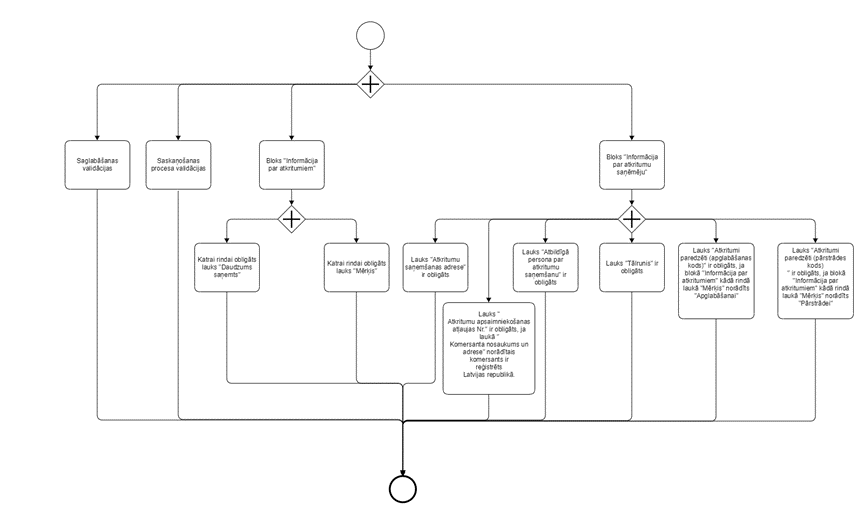 Saglabāšanas
validācijas
Saskaņošanas
procesa validācijas
Bloks "Informācija
par atkritumiem"
Bloks "Informācija
par atkritumu
saņēmēju"
Katrai rindai obligāts
lauks "Daudzums
saņemts"
Katrai rindai obligāts
lauks "Mērķis"
Lauks "Atkritumu
saņemšanas adrese" ir
obligāts
Lauks "
Atkritumu apsaimniekošanas
atļaujas Nr." ir obligāts, ja
laukā "
Komersanta nosaukums un
adrese" norādītais
komersants ir
reģistrēts
Latvijas republikā.
Lauks "Atbildīgā
persona par
atkritumu
saņemšanu" ir
obligāts
Lauks "Tālrunis" ir
obligāts
Lauks "Atkritumi
paredzēti (apglabāšanas
kods)" ir obligāts, ja
blokā "Informācija par
atkritumiem" kādā rindā
laukā "Mērķis" norādīts
"Apglabāšanai"
Lauks "Atkritumi
paredzēti (pārstrādes
kods)
" ir obligāts, ja blokā
"Informācija par
atkritumiem" kādā rindā
laukā "Mērķis" norādīts
"Pārstrādei"